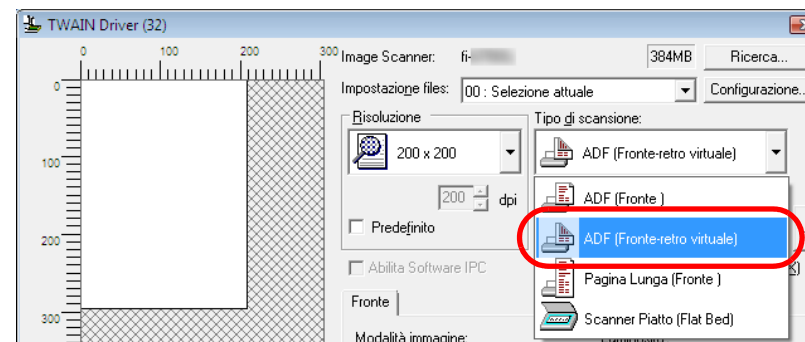 TWAIN Driver (32)
0 100 200 300
Image Scanner: fi- 384MB Ricerca...
0
Impostazione files: 00 : Selezione attuale Configurazione..
Risoluzione Tipo di scansione:
200 x 200 ADF (Fronte-retro virtuale)
100
200 dpi ADF (Fronte )
Predefinito
200
ADF (Fronte-retro virtuale)
Abilita Software IPC Pagina Lunga (Fronte )
Fronte
300
Scanner Piatto (Flat Bed)
Modalità immagine: